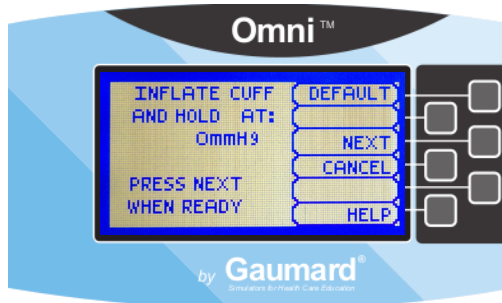 Omni™
INFLATE CUFF
AND HOLD AT:
0mmHg
PRESS NEXT
WHEN READY
DEFAULT
NEXT
CANCEL
HELP
by Gaumard®
Simulators for Health Care Education